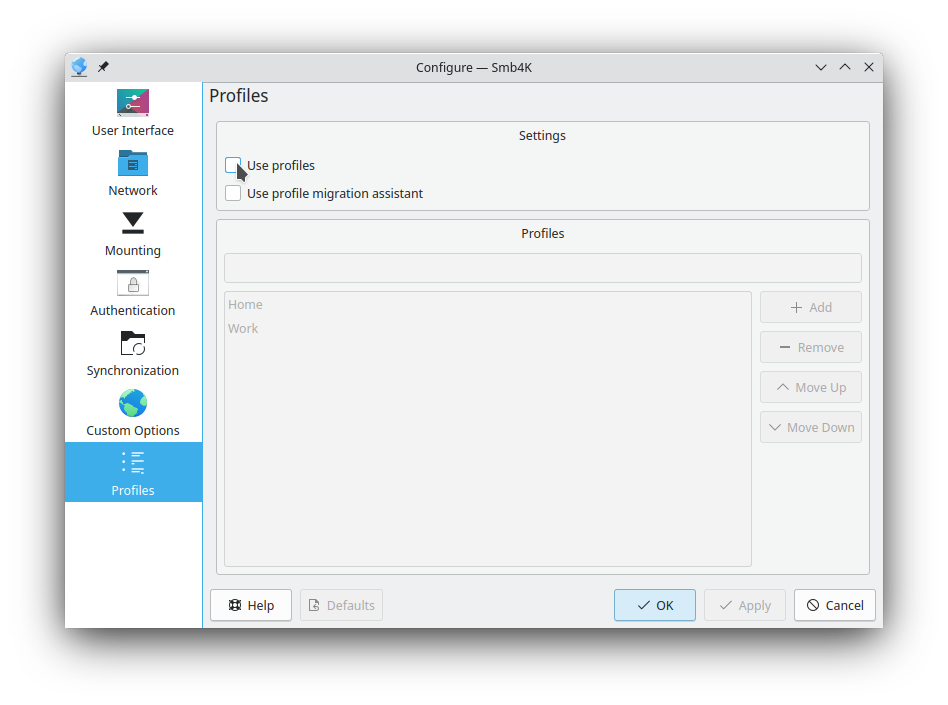 Configure — Smb4K
User Interface
Network
Mounting
Authentication
Synchronization
Custom Options
Profiles
Profiles
Settings
Use profiles
Use profile migration assistant
Profiles
Home
Work
Add
Remove
Move Up
Move Down
Help
Defaults
OK
Apply
Cancel